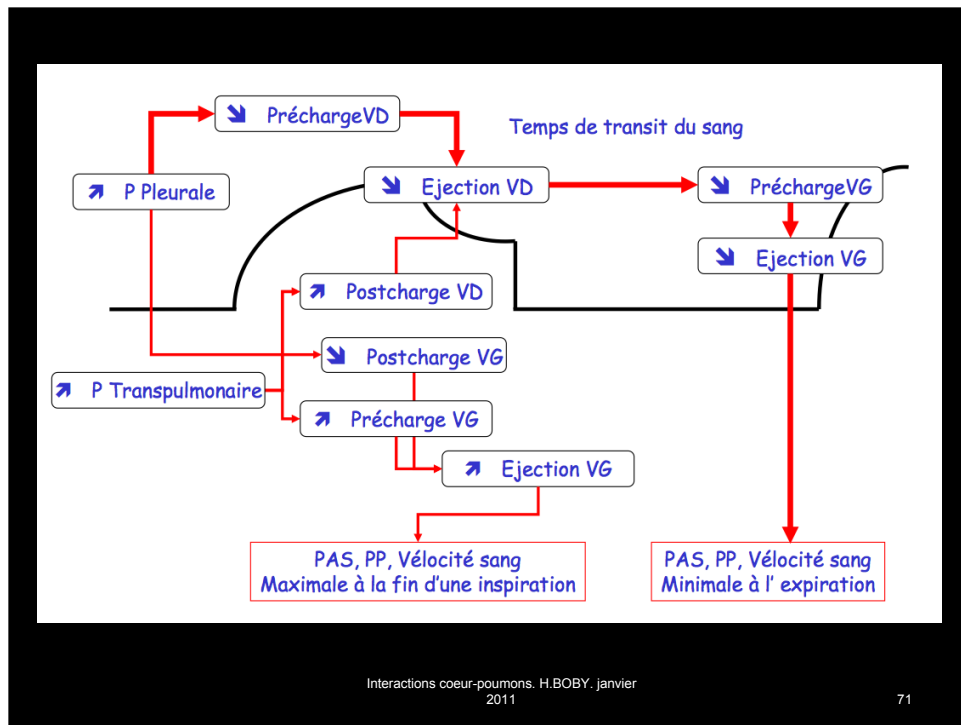 ↘ PréchargeVD
Temps de transit du sang
↗ P Pleurale
↘ Ejection VD
↘ PréchargeVG
↘ Ejection VG
↗ Postcharge VD
↘ Postcharge VG
↗ P Transpulmonaire
↗ Précharge VG
↗ Ejection VG
PAS, PP, Vélocité sang
Maximale à la fin d'une inspiration
PAS, PP, Vélocité sang
Minimale à l' expiration
Interactions coeur-poumons. H.BOBY. janvier
2011
71